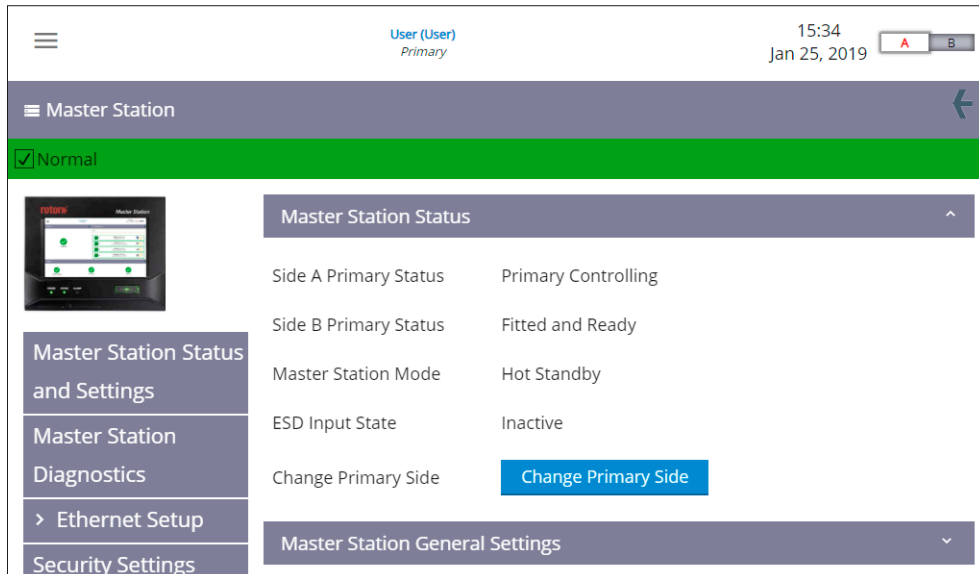 User (User)
Primary
15:34
Jan 25, 2019
A B
Master Station
Normal
rotork Master Station
Master Station Status
Side A Primary Status Primary Controlling
Side B Primary Status Fitted and Ready
Master Station Mode Hot Standby
ESD Input State Inactive
Change Primary Side Change Primary Side
Master Station General Settings
Master Station Status
and Settings
Master Station
Diagnostics
Ethernet Setup
Security Settings